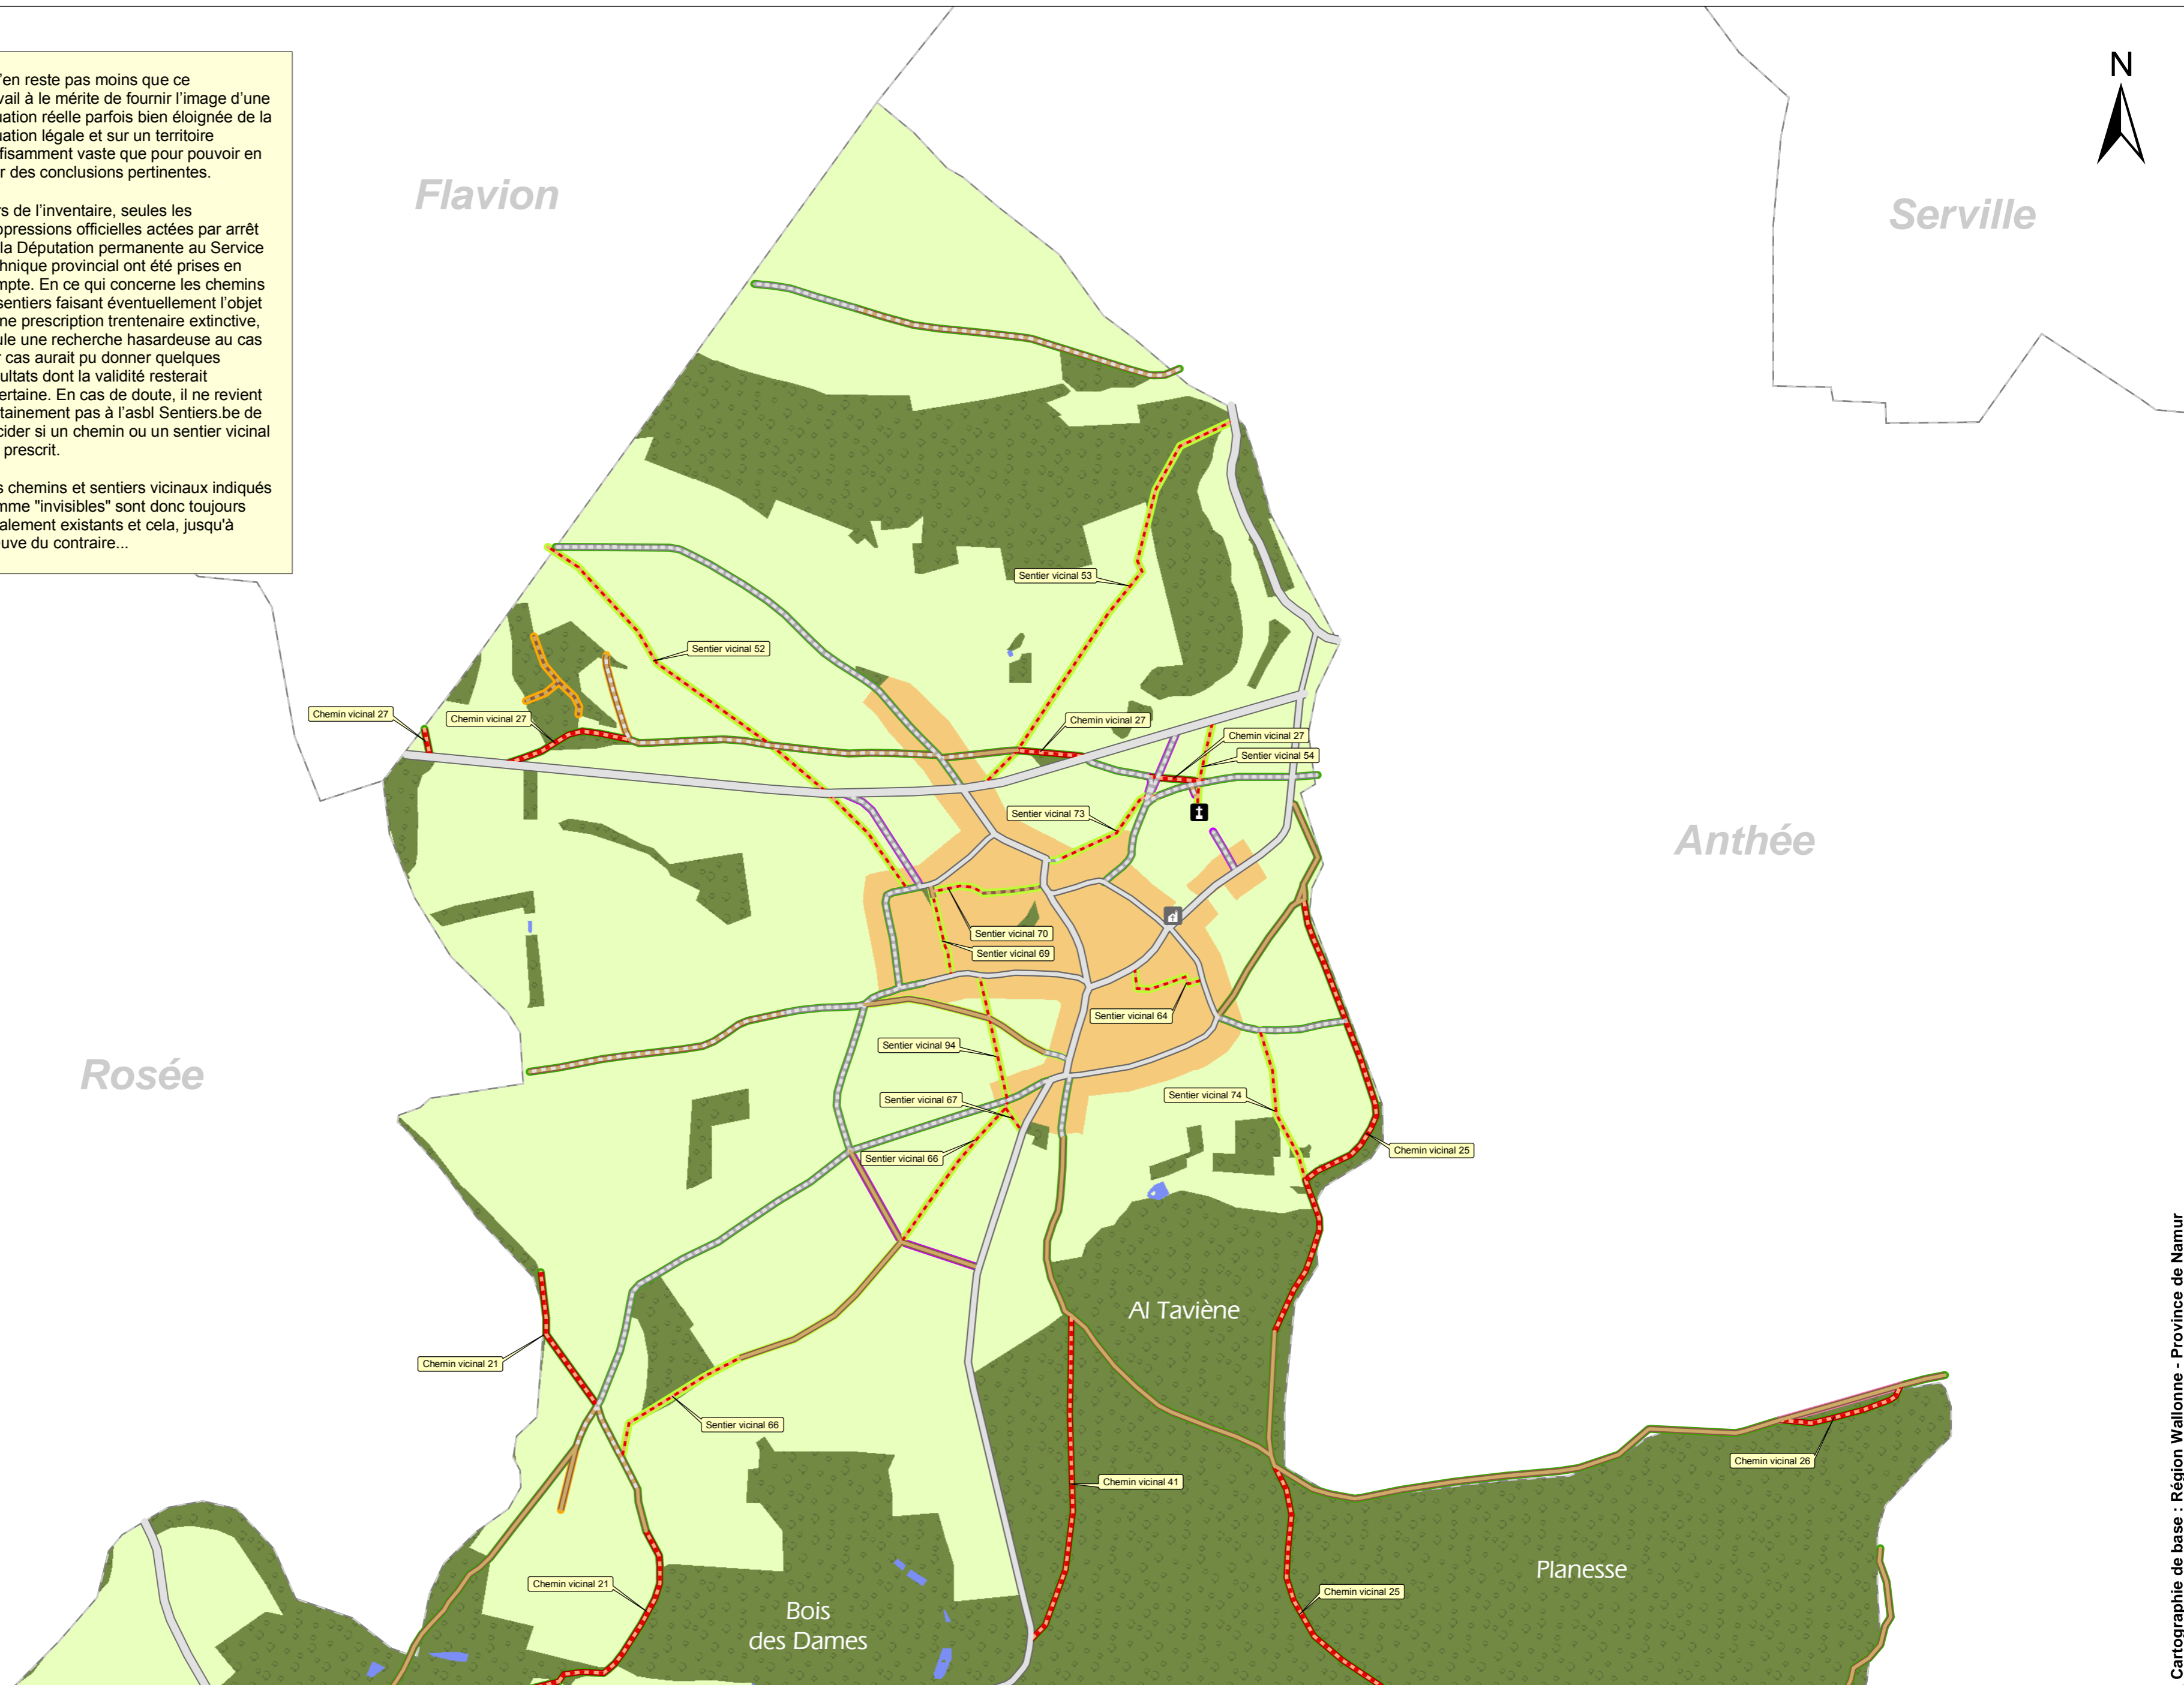 'en reste pas moins que ce
vail à le mérite de fournir l'image d'une
uation réelle parfois bien éloignée de la
uation légale et sur un territoire
fisamment vaste que pour pouvoir en
r des conclusions pertinentes.
rs de l'inventaire, seules les
ppressions officielles actées par arrêt
la Députation permanente au Service
chnique provincial ont été prises en
mpte. En ce qui concerne les chemins
sentiers faisant éventuellement l'objet
ne prescription trentenaire extinctive,
ule une recherche hasardeuse au cas
r cas aurait pu donner quelques
ultats dont la validité resterait
ertaine. En cas de doute, il ne revient
tainement pas à l'asbl Sentiers.be de
cider si un chemin ou un sentier vicinal
prescrit.
s chemins et sentiers vicinaux indiqués
mme "invisibles" sont donc toujours
alement existants et cela, jusqu'à
euve du contraire...
N
Flavion
Serville
Sentier vicinal 53
Sentier vicinal 52
Chemin vicinal 27
Chemin vicinal 27
Chemin vicinal 27
Chemin vicinal 27
Sentier vicinal 54
Sentier vicinal 73
Anthée
Sentier vicinal 70
Sentier vicinal 69
Sentier vicinal 64
Sentier vicinal 94
Rosée
Sentier vicinal 67
Sentier vicinal 74
Chemin vicinal 25
Sentier vicinal 66
Al Taviène
Chemin vicinal 21
Sentier vicinal 66
Chemin vicinal 26
Chemin vicinal 41
Planesse
Chemin vicinal 21
Chemin vicinal 25
Bois
des Dames
Cartographie de base : Région Wallonne - Province de Namur